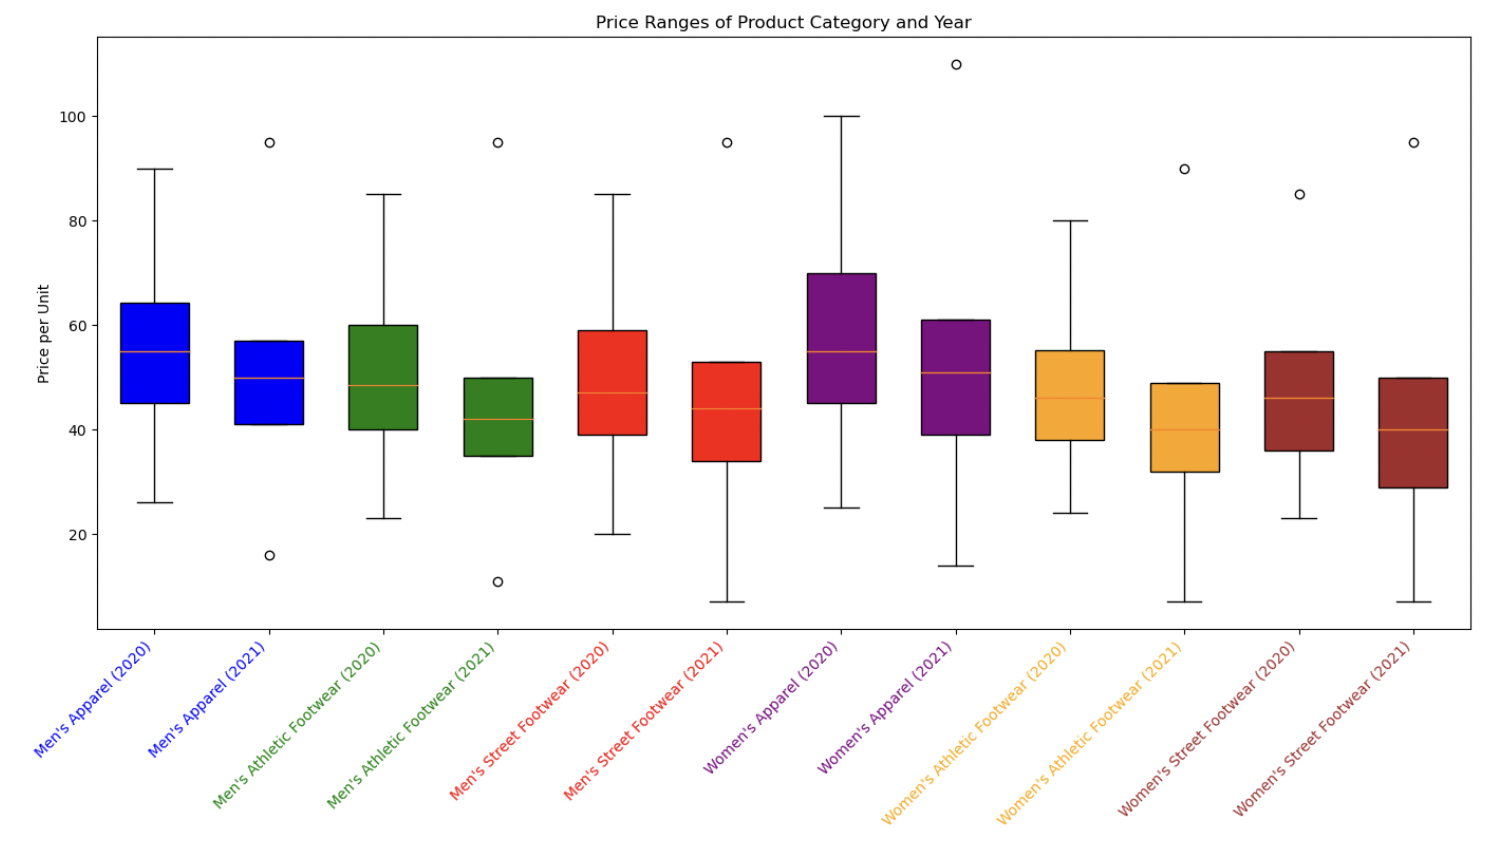 Price Ranges of Product Category and Year
Price per Unit
100
80
60
40
20
Men's Apparel (2020)
Men's Apparel (2021)
Men's Athletic Footwear (2020)
Men's Athletic Footwear (2021)
Men's Street Footwear (2020)
Men's Street Footwear (2021)
Women's Apparel (2020)
Women's Apparel (2021)
Women's Athletic Footwear (2020)
Women's Athletic Footwear (2021)
Women's Street Footwear (2020)
Women's Street Footwear (2021)